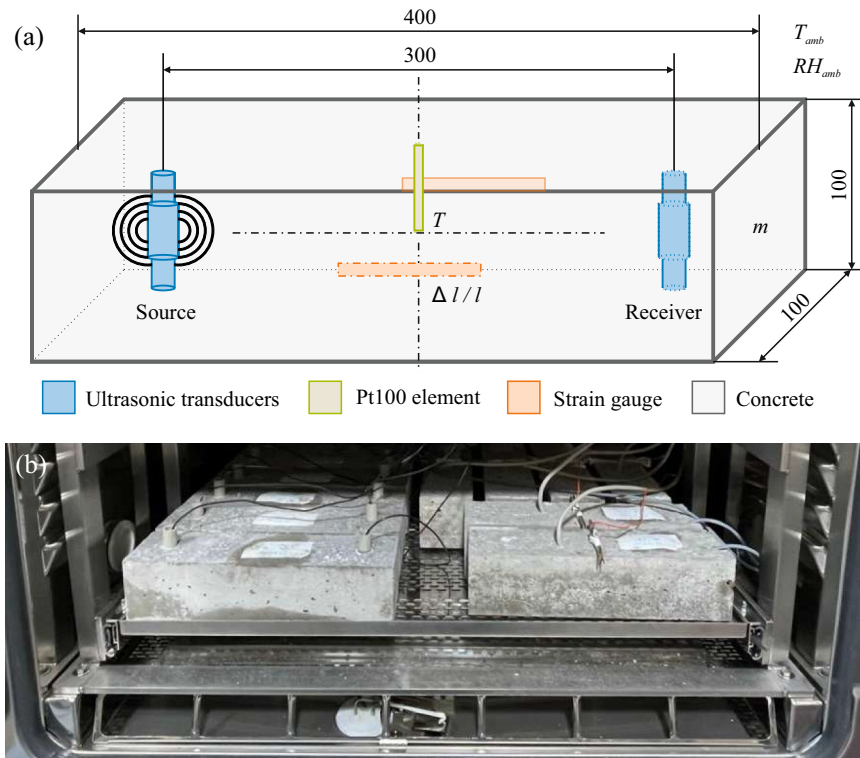 (a)
400
T_amb
300
RH_amb
100
T
m
Δ l / l
Source
Receiver
100
Ultrasonic transducers
Pt100 element
Strain gauge
Concrete
(b)